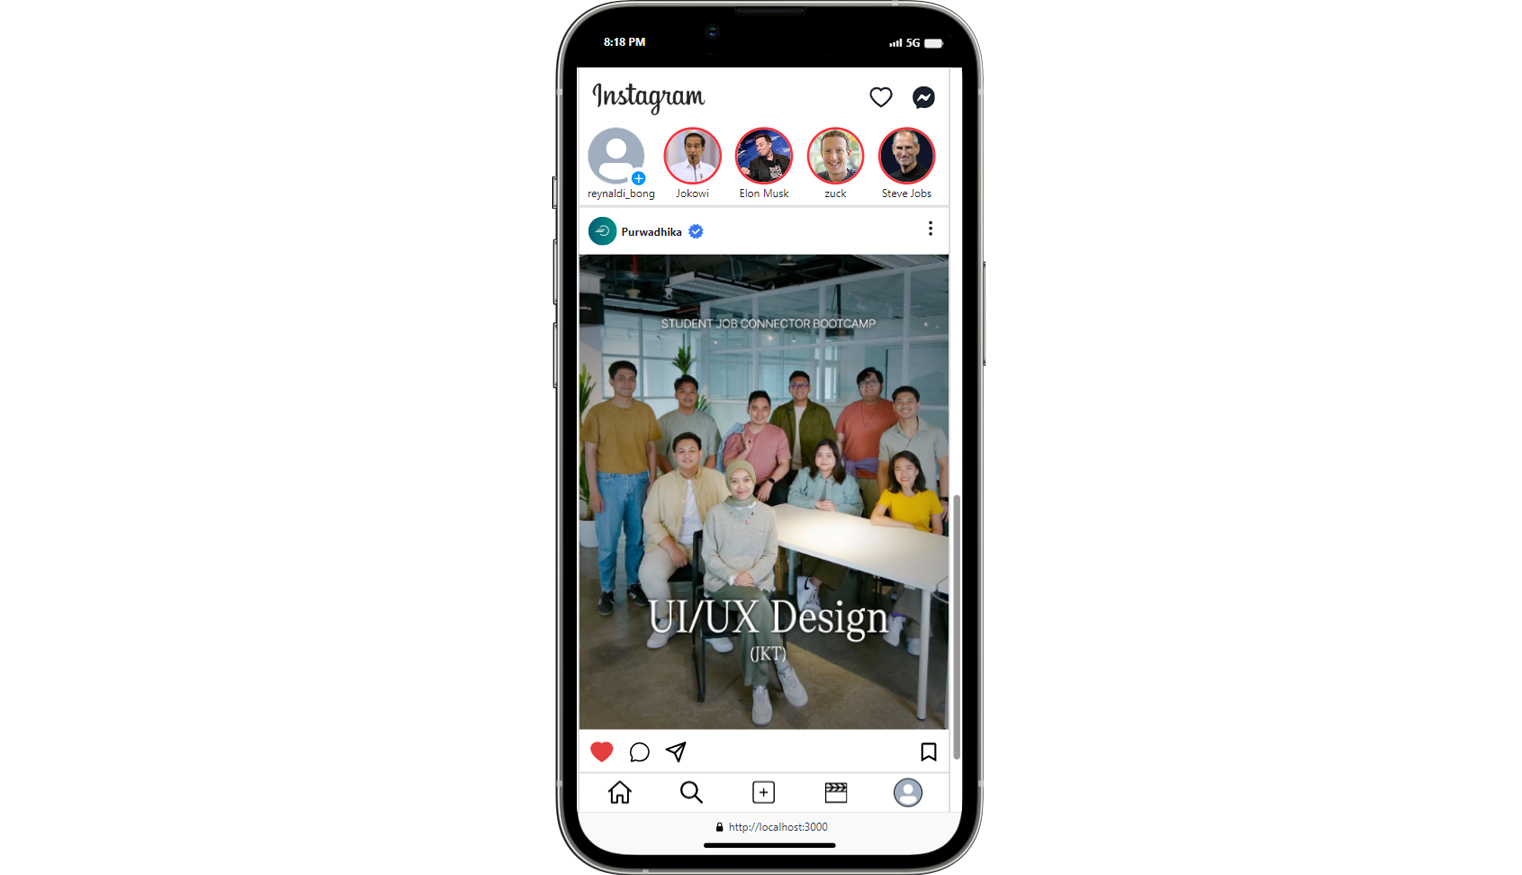 8:18 PM 5G
Instagram
reynaldi_bong Jokowi Elon Musk zuck Steve Jobs
Purwadhika
STUDENT JOB CONNECTOR BOOTCAMP
UI/UX Design
(JKT)
http://localhost:3000